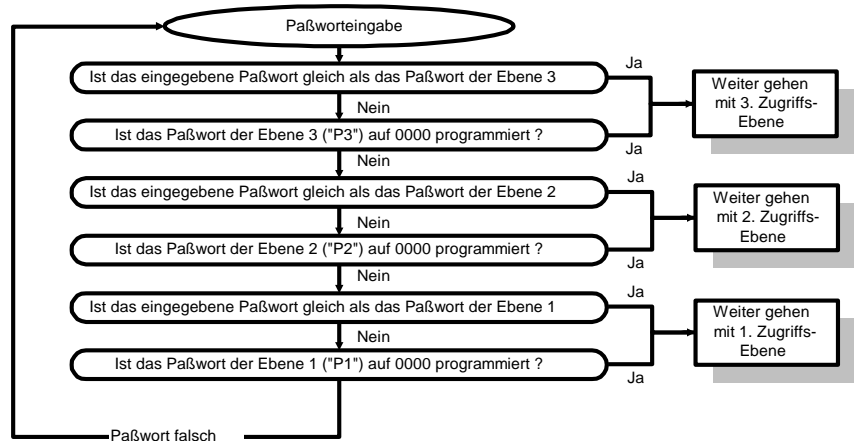 Paßworteingabe
Ja
Ist das eingegebene Paßwort gleich als das Paßwort der Ebene 3
Weiter gehen
mit 3. Zugriffs-
Ebene
Nein
Ist das Paßwort der Ebene 3 ("P3") auf 0000 programmiert ?
Ja
Nein
Ja
Ist das eingegebene Paßwort gleich als das Paßwort der Ebene 2
Weiter gehen
mit 2. Zugriffs-
Ebene
Nein
Ist das Paßwort der Ebene 2 ("P2") auf 0000 programmiert ?
Ja
Nein
Ja
Ist das eingegebene Paßwort gleich als das Paßwort der Ebene 1
Weiter gehen
mit 1. Zugriffs-
Ebene
Nein
Ist das Paßwort der Ebene 1 ("P1") auf 0000 programmiert ?
Ja
Paßwort falsch